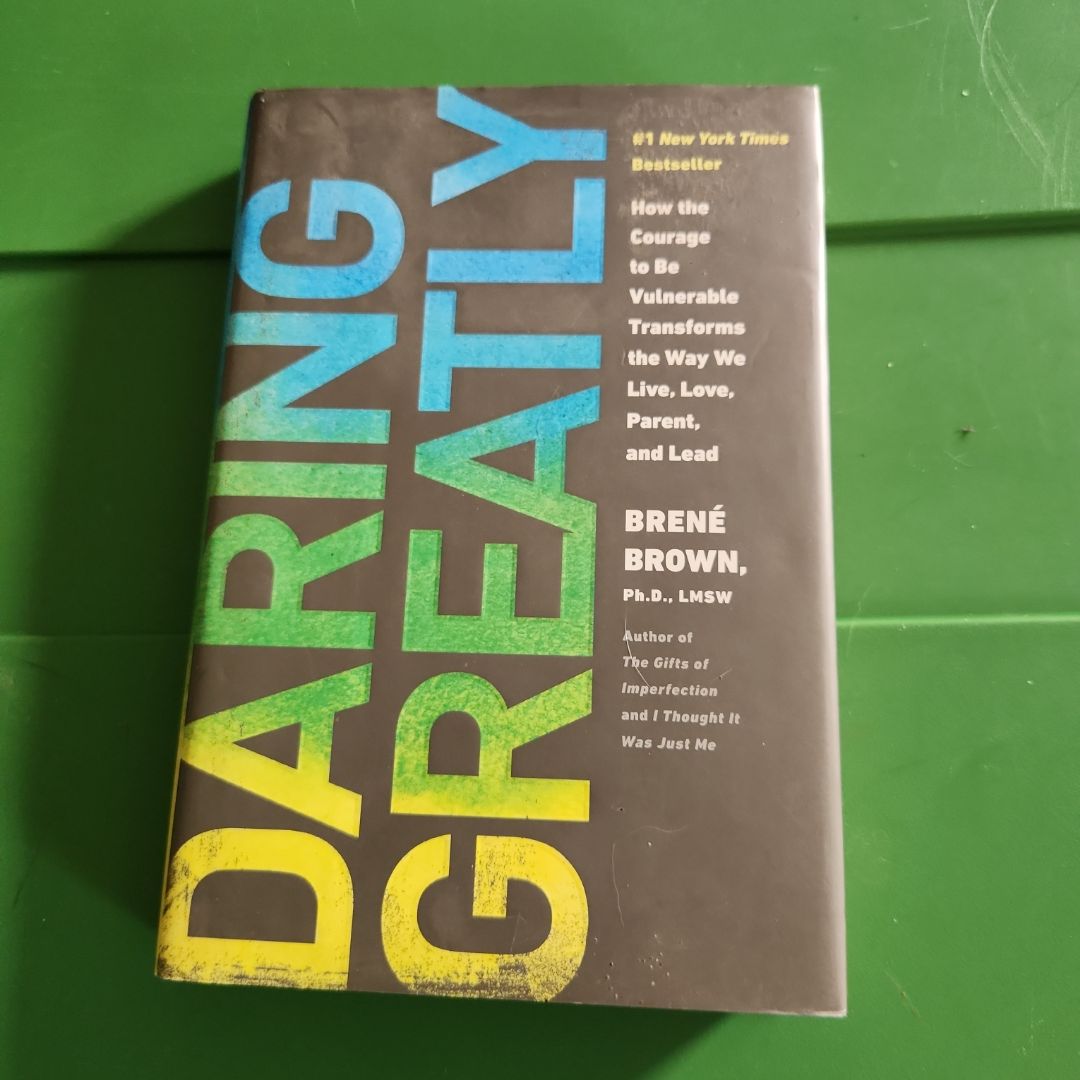 DARING
GREATLY
#1 New York Times
Bestseller
How the
Courage
to Be
Vulnerable
Transforms
the Way We
Live, Love,
Parent,
and Lead
BRENÉ
BROWN,
Ph.D., LMSW
Author of
The Gifts of
Imperfection
and I Thought It
Was Just Me